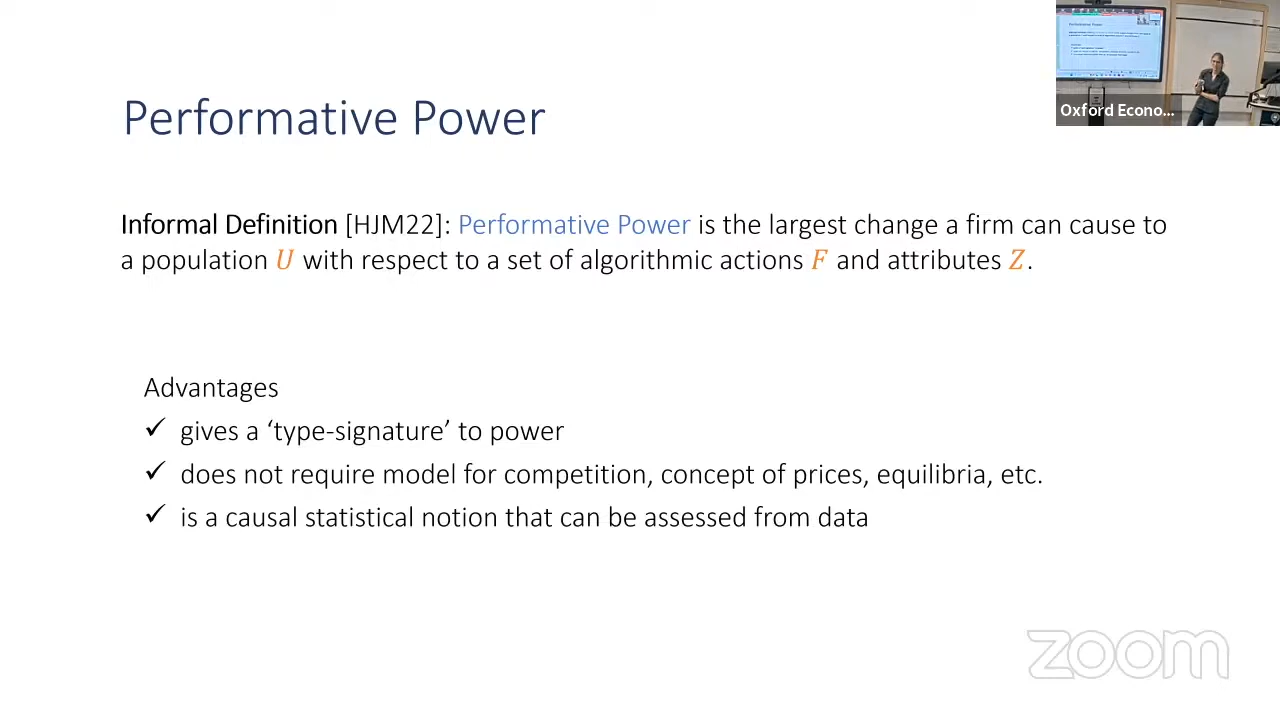 Oxford Econo...
Performative Power
Informal Definition [HJM22]: Performative Power is the largest change a firm can cause to
a population U with respect to a set of algorithmic actions F and attributes Z.
Advantages
✓ gives a ‘type-signature’ to power
✓ does not require model for competition, concept of prices, equilibria, etc.
✓ is a causal statistical notion that can be assessed from data
zoom